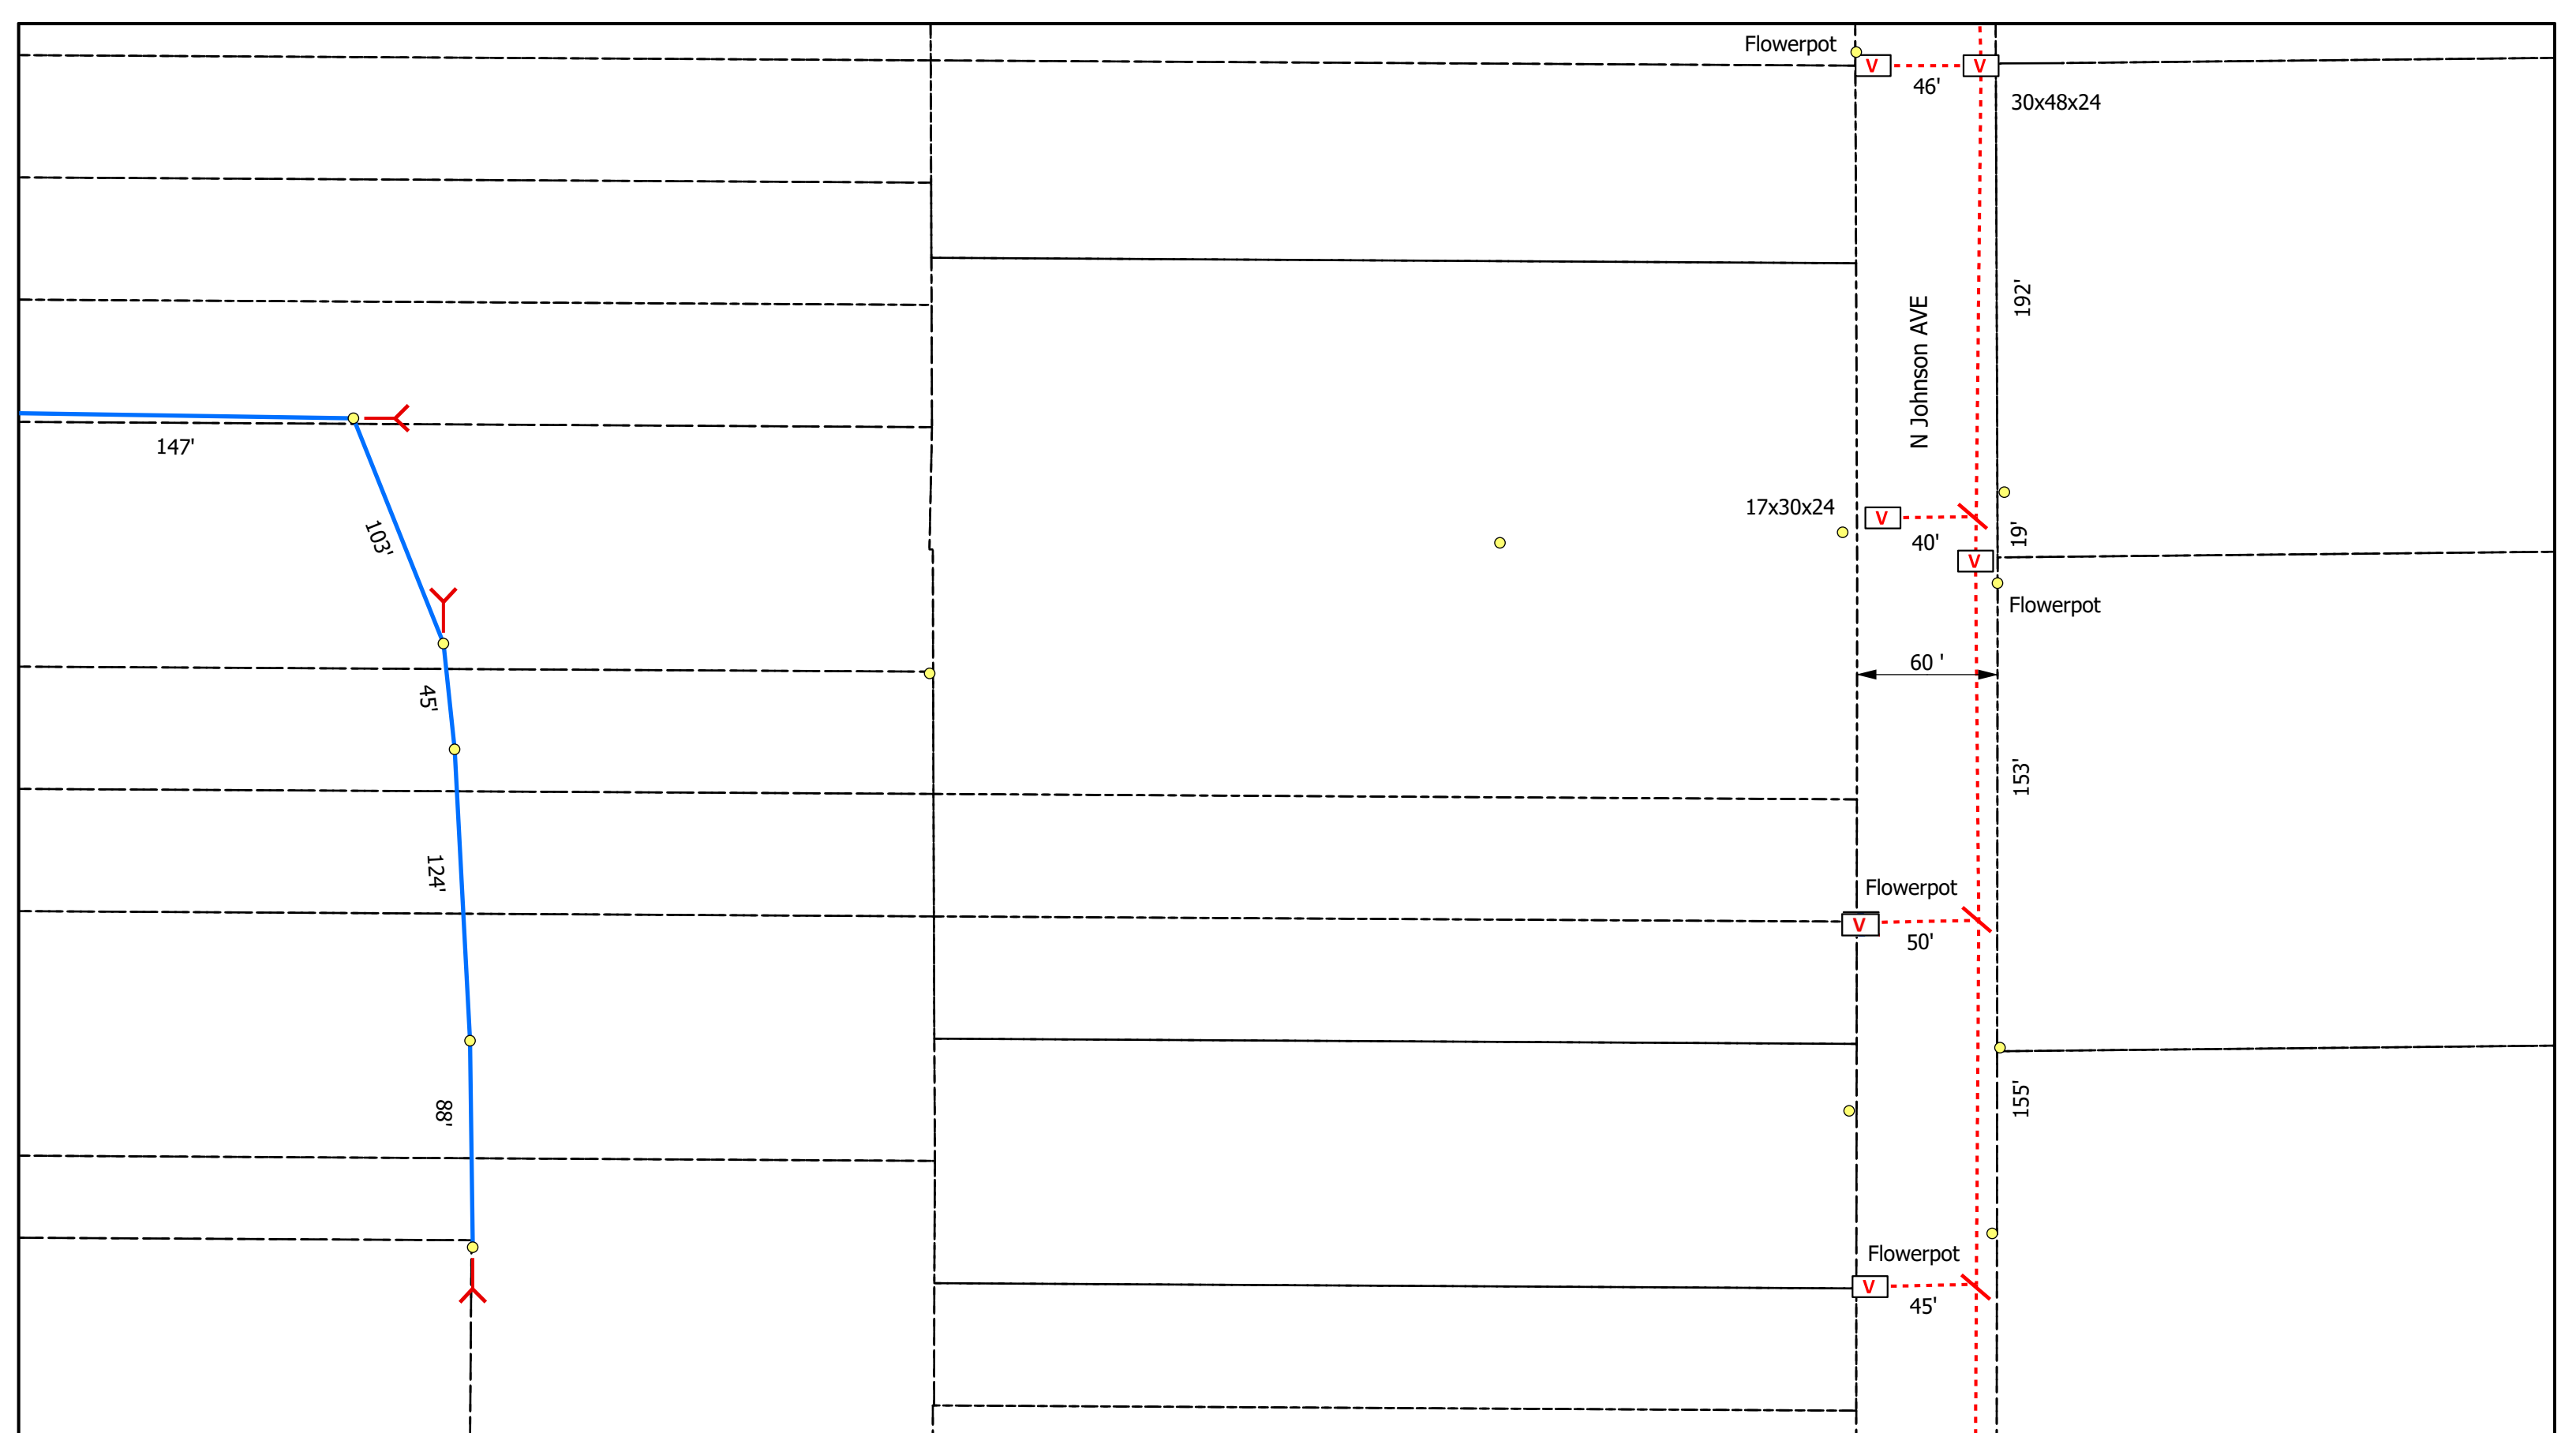 Flowerpot
V
V
46'
30x48x24
192'
N Johnson AVE
147'
17x30x24
V
40'
19'
103'
V
Flowerpot
60 '
45'
153'
124'
Flowerpot
V
50'
88'
155'
Flowerpot
V
45'